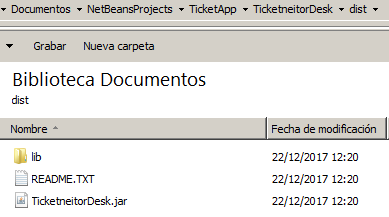 Documentos NetBeansProjects TicketApp TicketneitorDesk dist
Grabar Nueva carpeta
Biblioteca Documentos
dist
Nombre Fecha de modificación
lib 22/12/2017 12:20
README.TXT 22/12/2017 12:20
TicketneitorDesk.jar 22/12/2017 12:20